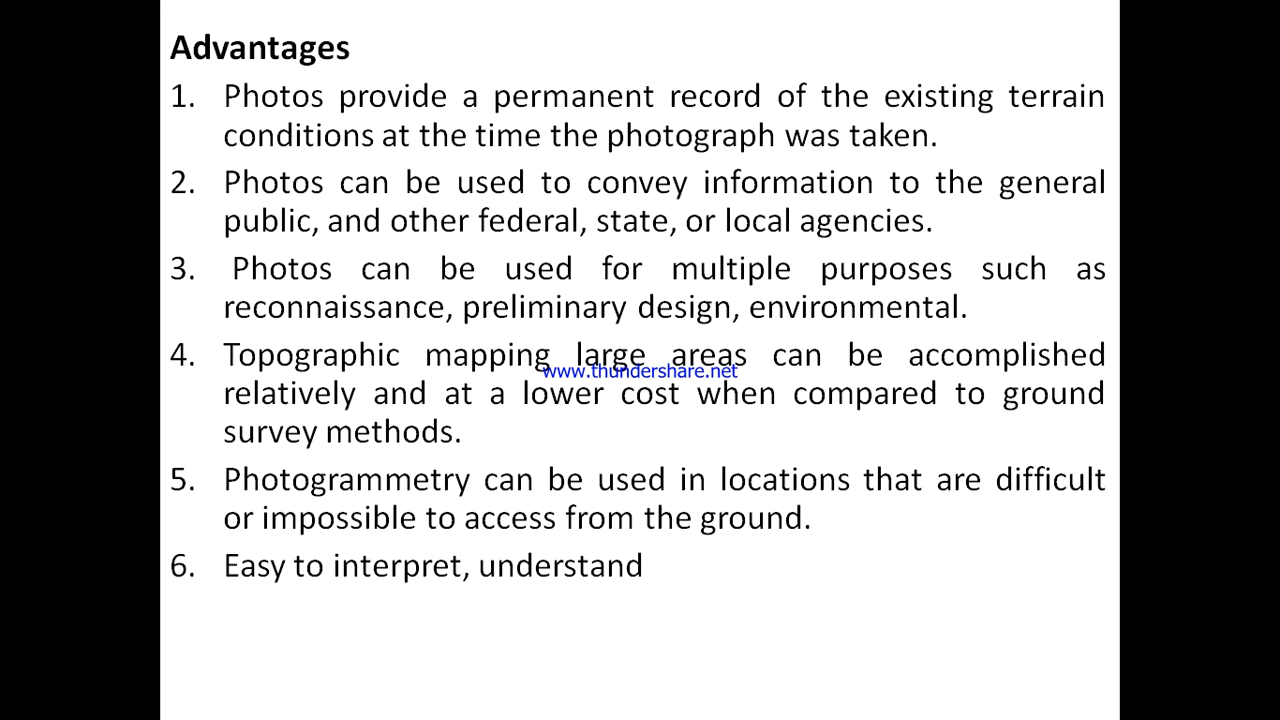 Advantages
1. Photos provide a permanent record of the existing terrain
conditions at the time the photograph was taken.
2. Photos can be used to convey information to the general
public, and other federal, state, or local agencies.
3. Photos can be used for multiple purposes such as
reconnaissance, preliminary design, environmental.
4. Topographic mapping large areas can be accomplished
www.thundershare.net
relatively and at a lower cost when compared to ground
survey methods.
5. Photogrammetry can be used in locations that are difficult
or impossible to access from the ground.
6. Easy to interpret, understand